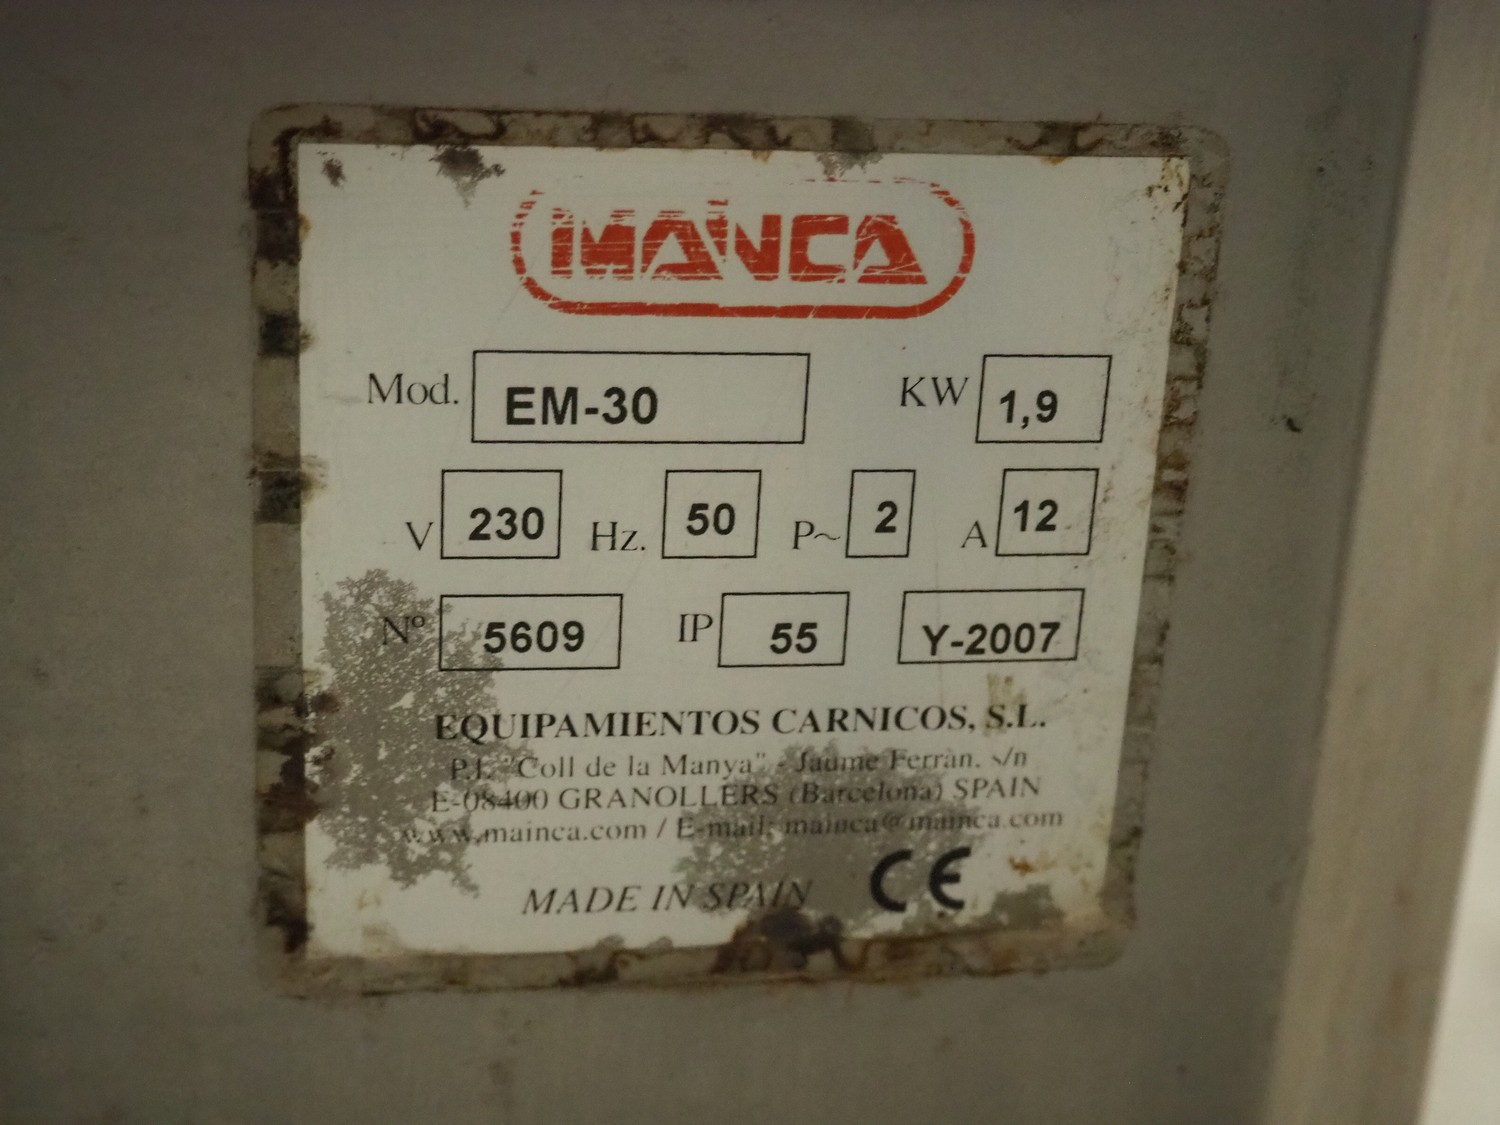 MAINCA
Mod. EM-30 KW 1,9
V 230 Hz. 50 P~ 2 A 12
Nº 5609 IP 55 Y-2007
EQUIPAMIENTOS CARNICOS, S.L.
P.I. "Coll de la Manya" - Jaume Ferran, s/n
E-08400 GRANOLLERS (Barcelona) SPAIN
www.mainca.com / E-mail: mainca@mainca.com
MADE IN SPAIN CE